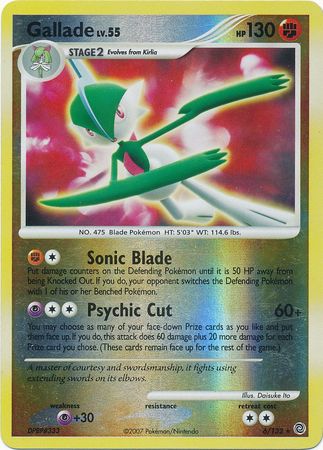 Gallade LV.55 HP 130
STAGE2 Evolves from Kirlia
NO. 475 Blade Pokémon HT: 5'03" WT: 114.6 lbs.
Sonic Blade
Put damage counters on the Defending Pokémon until it is 50 HP away from
being Knocked Out. If you do, your opponent switches the Defending Pokémon
with 1 of his or her Benched Pokémon.
Psychic Cut 60+
You may choose as many of your face-down Prize cards as you like and put
them face up. If you do, this attack does 60 damage plus 20 more damage for each
Prize card you chose. (These cards remain face up for the rest of the game.)
A master of courtesy and swordsmanship, it fights using
extending swords on its elbows.
Illus. Daisuke Ito
weakness resistance retreat cost
+30
DPBP#333 ©2007 Pokémon/Nintendo 6/132 ★